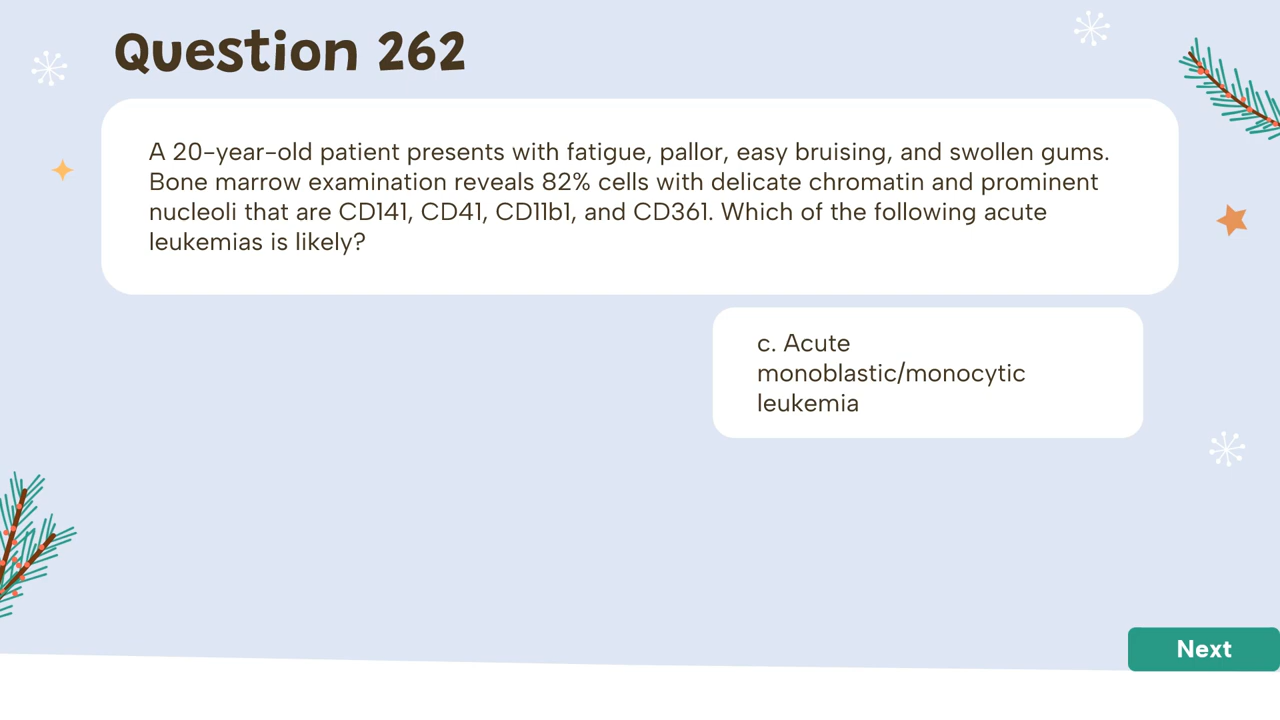 Question 262
A 20-year-old patient presents with fatigue, pallor, easy bruising, and swollen gums.
Bone marrow examination reveals 82% cells with delicate chromatin and prominent
nucleoli that are CD141, CD41, CD11b1, and CD361. Which of the following acute
leukemias is likely?
c. Acute
monoblastic/monocytic
leukemia
Next